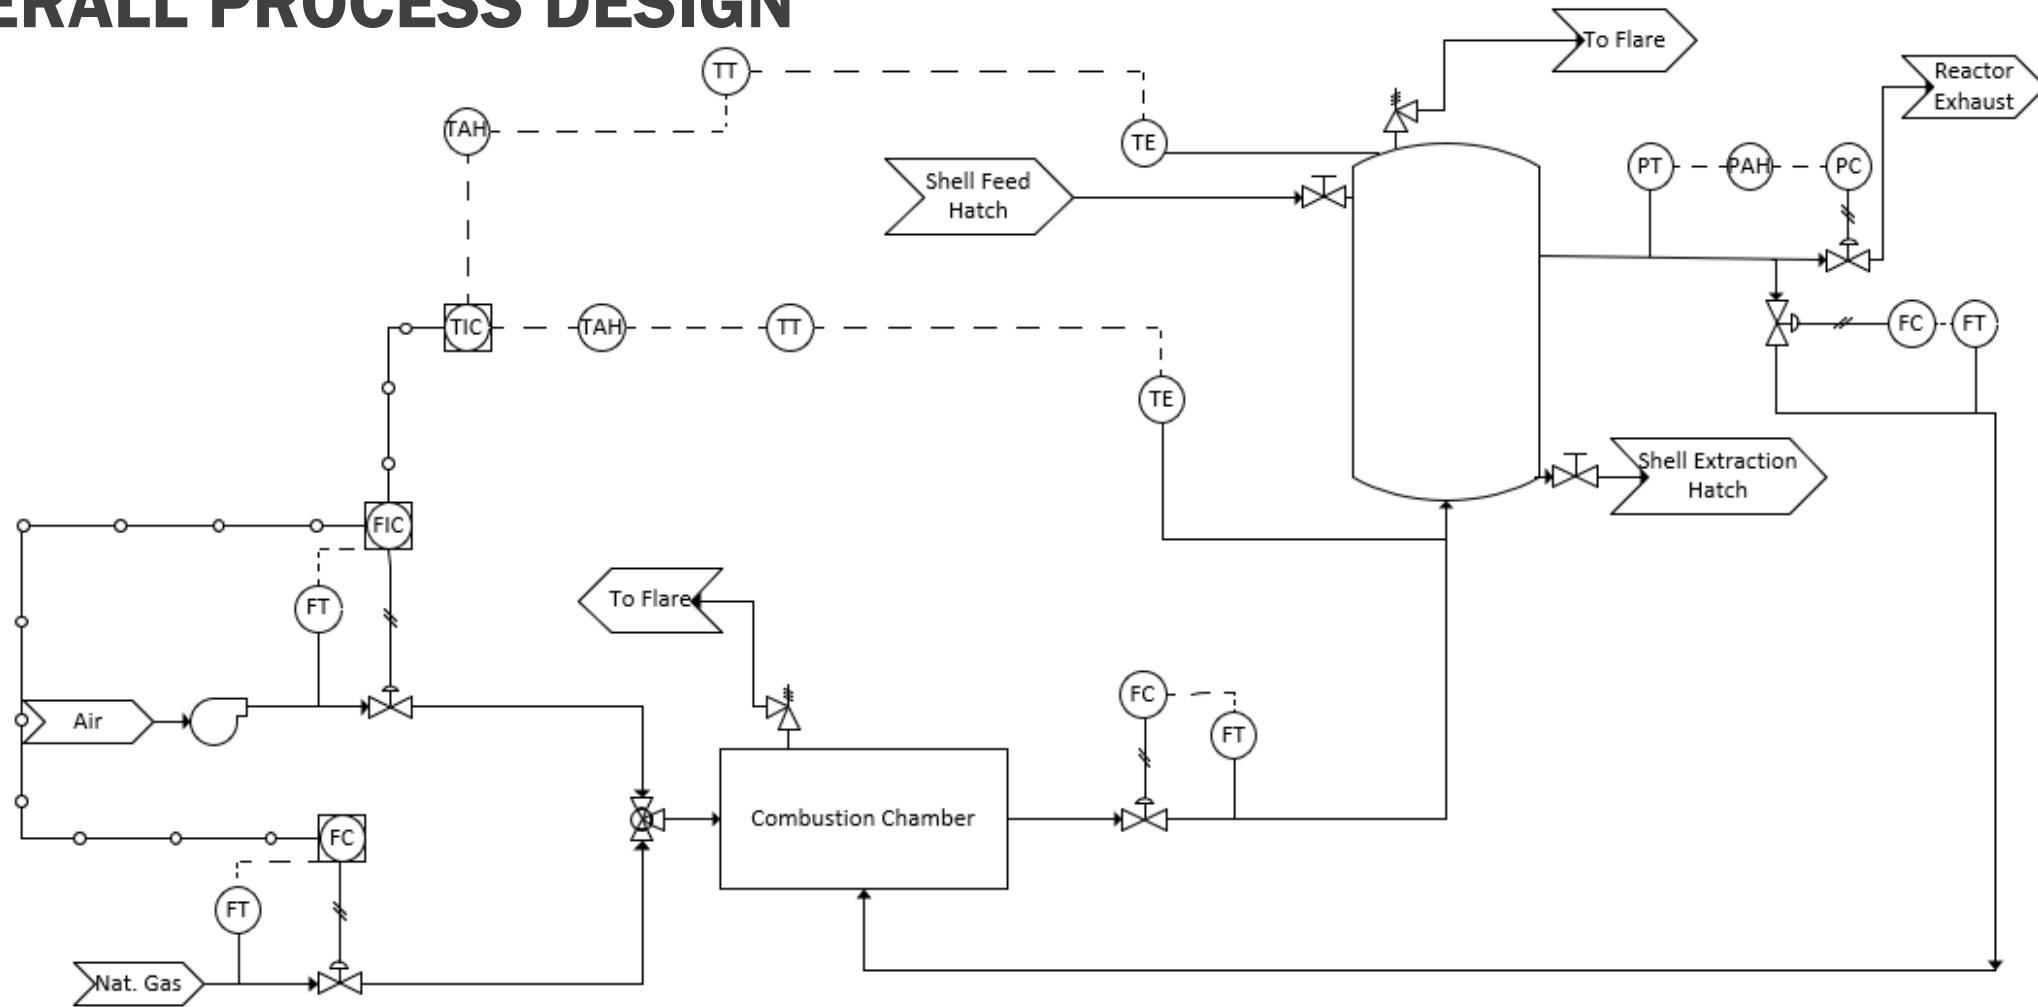 ERALL PROCESS DESIGN
To Flare
Reactor
Exhaust
TT
TAH
TE
PT
PAH
PC
Shell Feed
Hatch
TIC
TAH
TT
FC
FT
TE
Shell Extraction
Hatch
FIC
FT
To Flare
FC
FT
Air
Combustion Chamber
FC
FT
Nat. Gas